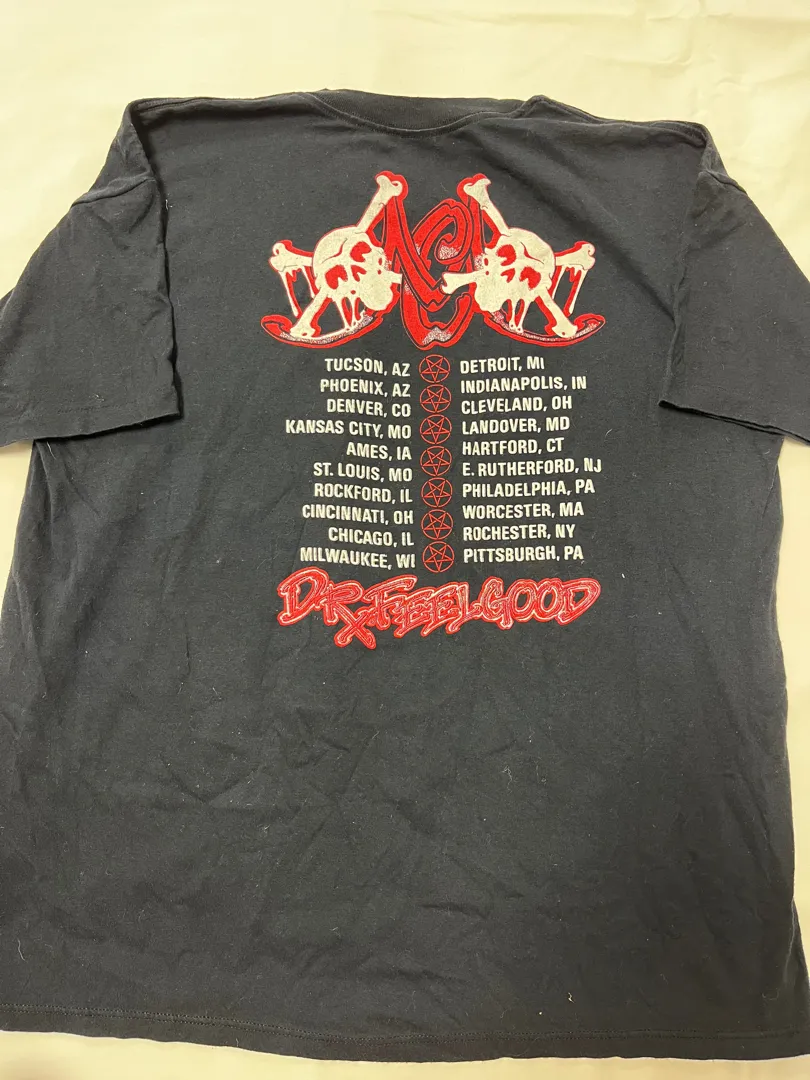 MC
TUCSON, AZ DETROIT, MI
PHOENIX, AZ INDIANAPOLIS, IN
DENVER, CO CLEVELAND, OH
KANSAS CITY, MO LANDOVER, MD
AMES, IA HARTFORD, CT
ST. LOUIS, MO E. RUTHERFORD, NJ
ROCKFORD, IL PHILADELPHIA, PA
CINCINNATI, OH WORCESTER, MA
CHICAGO, IL ROCHESTER, NY
MILWAUKEE, WI PITTSBURGH, PA
DR. FEELGOOD